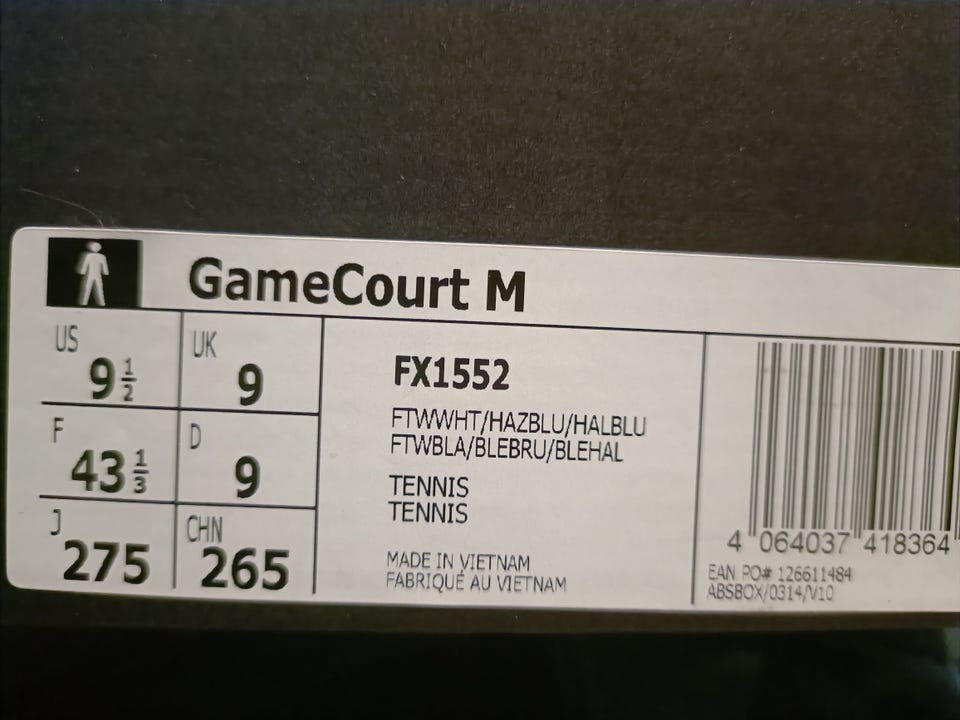 GameCourt M
US
9 1/2
UK
9
F
43 1/3
D
9
J
275
CHN
265
FX1552
FTWWHT/HAZBLU/HALBLU
FTWBLA/BLEBRU/BLEHAL
TENNIS
TENNIS
MADE IN VIETNAM
FABRIQUÉ AU VIETNAM
4 064037 418364
EAN PO# 126611484
ABSBOX/0314/V10